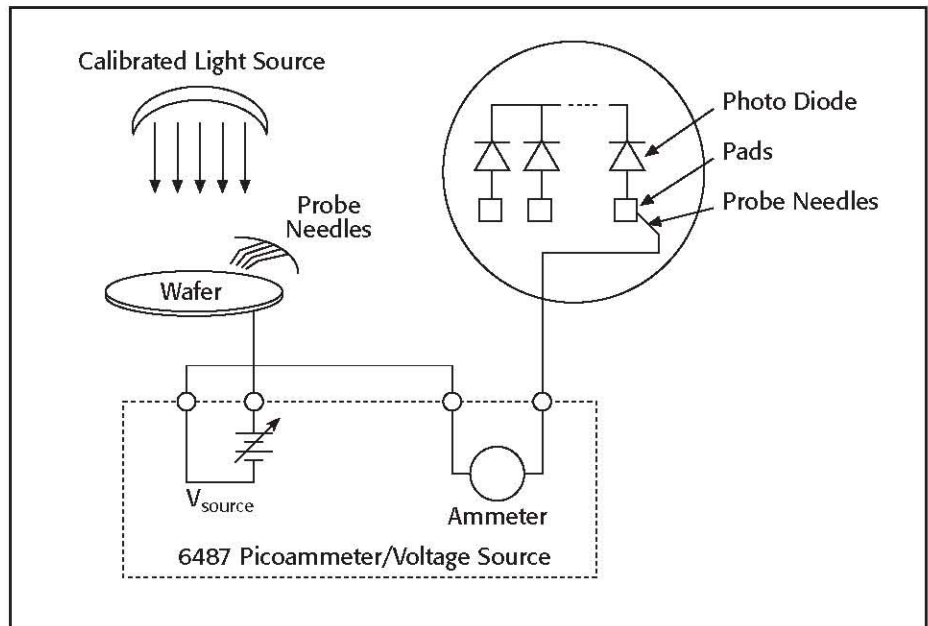 Calibrated Light Source
Probe
Needles
Wafer
Photo Diode
Pads
Probe Needles
Vsource
Ammeter
6487 Picoammeter/Voltage Source